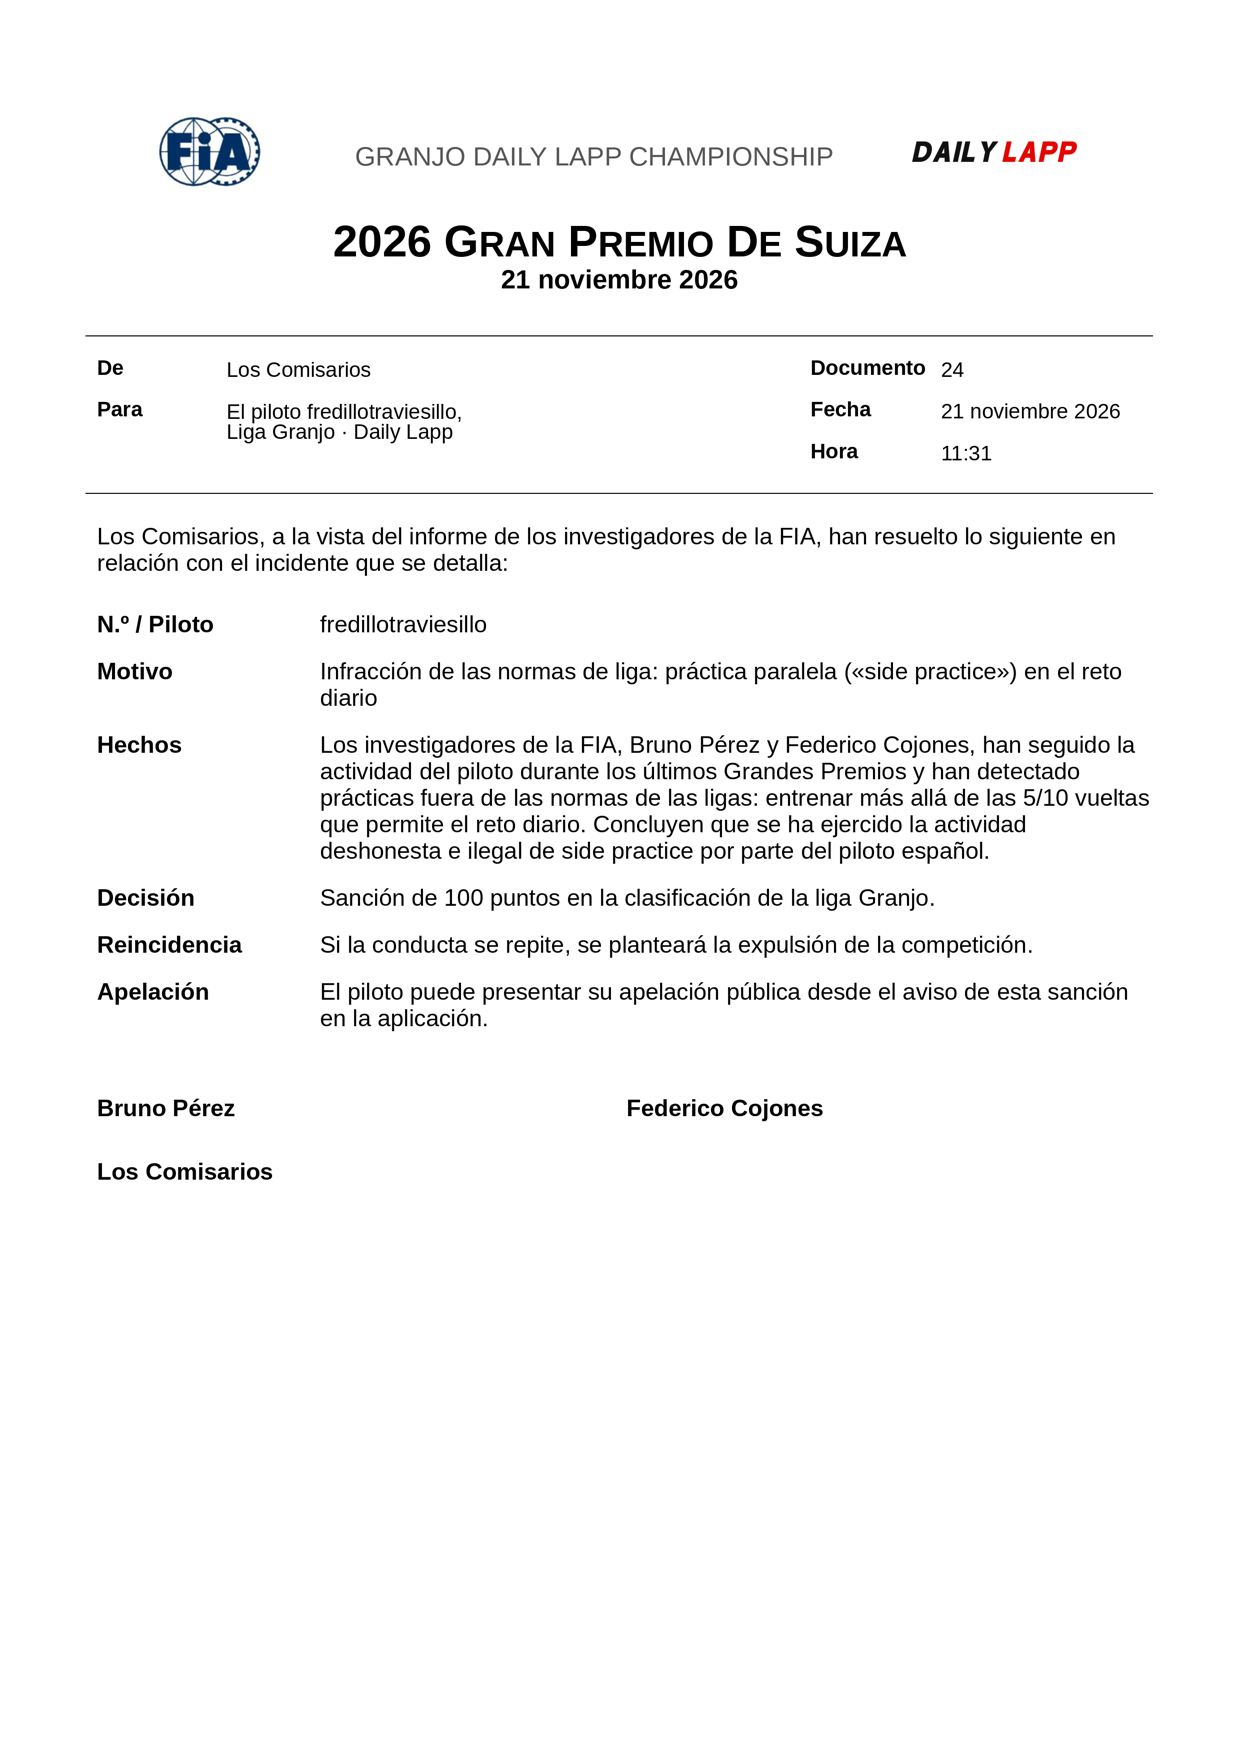 FiA
GRANJO DAILY LAPP CHAMPIONSHIP
DAILY LAPP
2026 GRAN PREMIO DE SUIZA
21 noviembre 2026
De Los Comisarios
Documento 24
Para El piloto fredillotraviesillo,
Liga Granjo · Daily Lapp
Fecha 21 noviembre 2026
Hora 11:31
Los Comisarios, a la vista del informe de los investigadores de la FIA, han resuelto lo siguiente en
relación con el incidente que se detalla:
N.º / Piloto fredillotraviesillo
Motivo Infracción de las normas de liga: práctica paralela («side practice») en el reto
diario
Hechos Los investigadores de la FIA, Bruno Pérez y Federico Cojones, han seguido la
actividad del piloto durante los últimos Grandes Premios y han detectado
prácticas fuera de las normas de las ligas: entrenar más allá de las 5/10 vueltas
que permite el reto diario. Concluyen que se ha ejercido la actividad
deshonesta e ilegal de side practice por parte del piloto español.
Decisión Sanción de 100 puntos en la clasificación de la liga Granjo.
Reincidencia Si la conducta se repite, se planteará la expulsión de la competición.
Apelación El piloto puede presentar su apelación pública desde el aviso de esta sanción
en la aplicación.
Bruno Pérez Federico Cojones
Los Comisarios